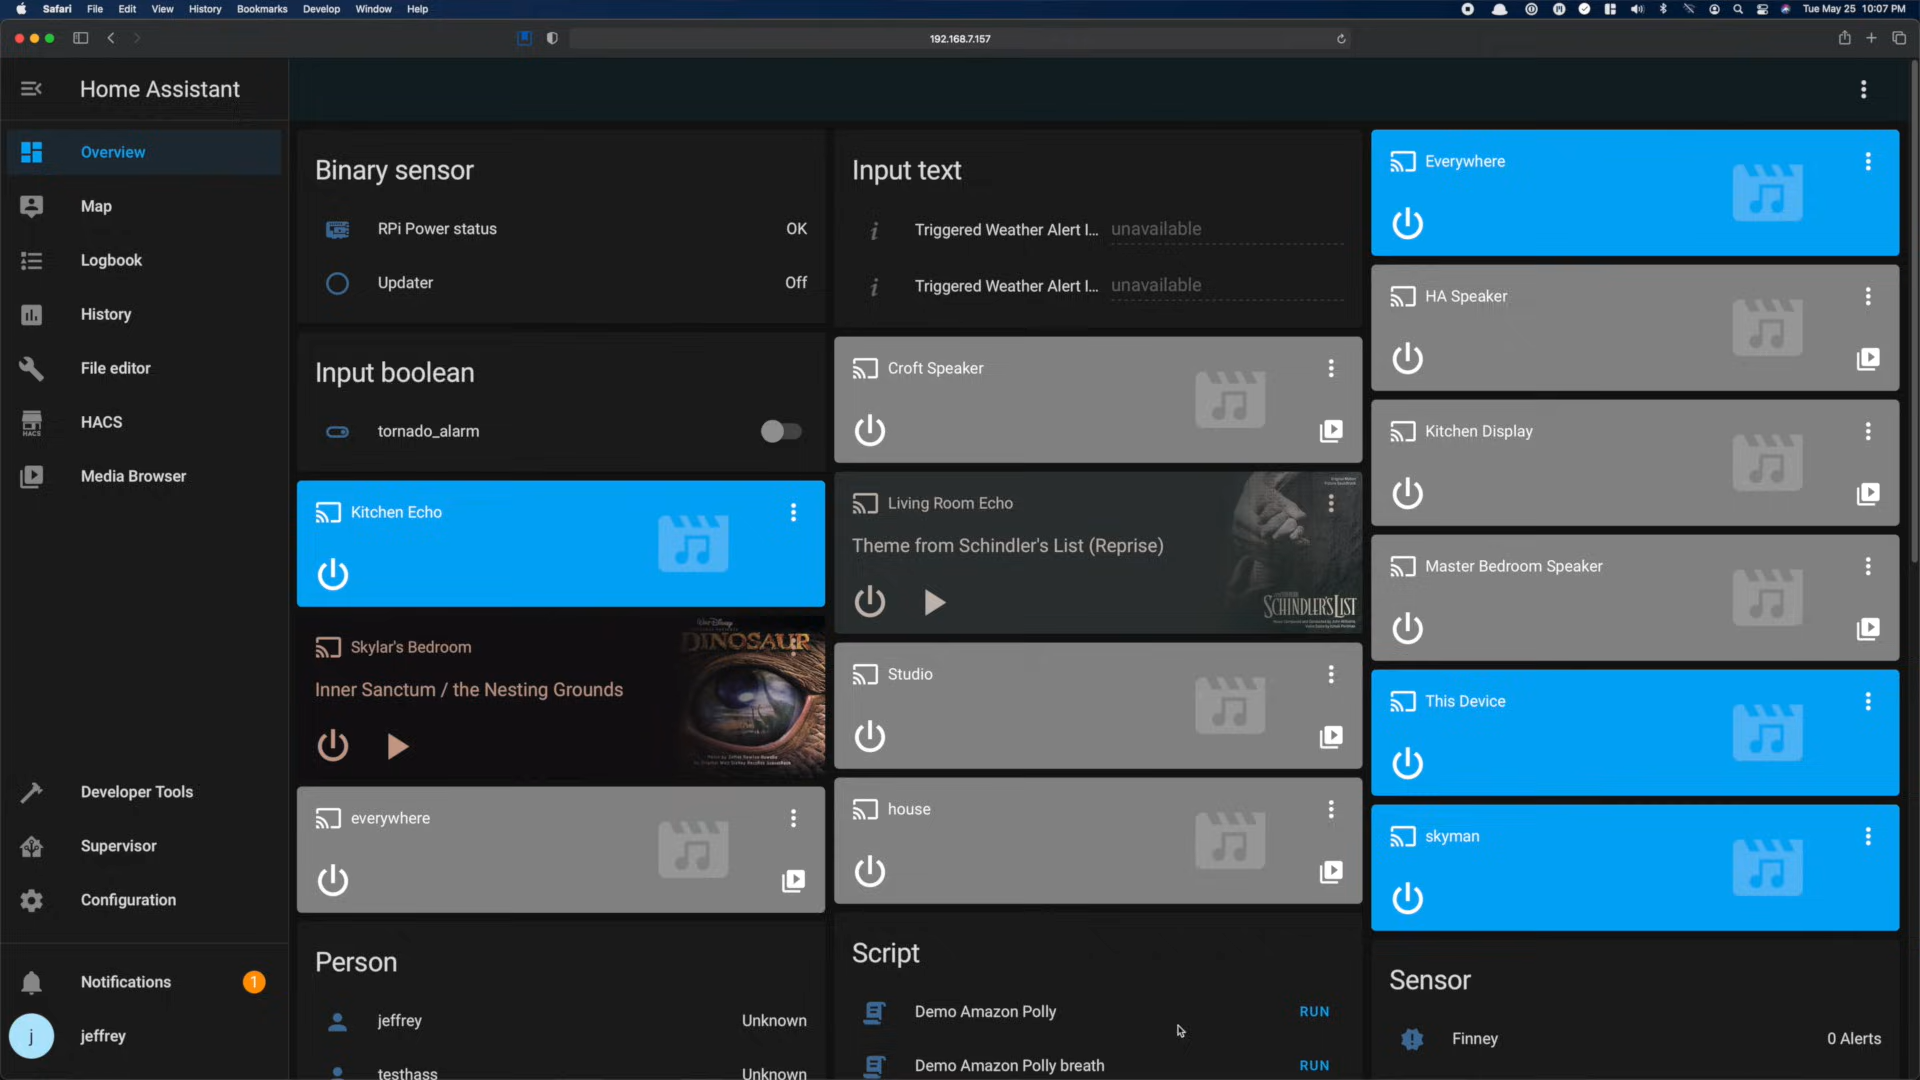 Safari File Edit View History Bookmarks Develop Window Help
Tue May 25 10:07 PM
192.168.7.157
Home Assistant
Overview
Map
Logbook
History
File editor
HACS
HACS
Media Browser
Developer Tools
Supervisor
Configuration
Notifications 1
j jeffrey
Binary sensor
RPi Power status OK
Updater Off
Input boolean
tornado_alarm
Kitchen Echo
Skylar's Bedroom
Inner Sanctum / the Nesting Grounds
DINOSAUR
everywhere
Person
jeffrey Unknown
testhass Unknown
Input text
Triggered Weather Alert I... unavailable
Triggered Weather Alert I... unavailable
Croft Speaker
Living Room Echo
Theme from Schindler's List (Reprise)
SCHINDLER'S LIST
Studio
house
Script
Demo Amazon Polly RUN
Demo Amazon Polly breath RUN
Everywhere
HA Speaker
Kitchen Display
Master Bedroom Speaker
This Device
skyman
Sensor
Finney 0 Alerts